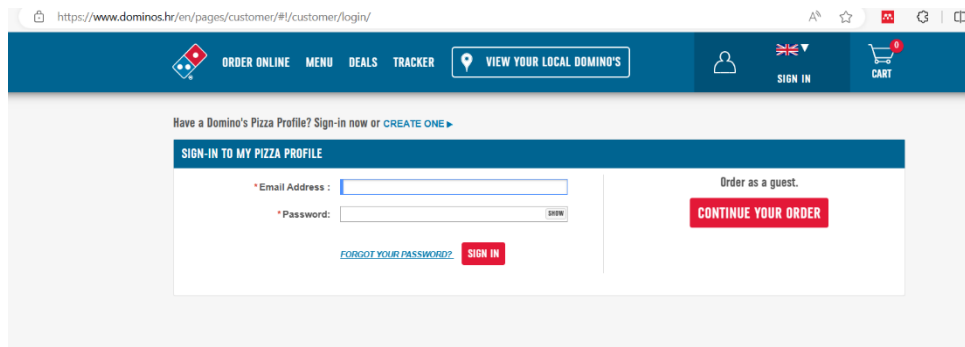 https://www.dominos.hr/en/pages/customer/#!/customer/login/
ORDER ONLINE MENU DEALS TRACKER VIEW YOUR LOCAL DOMINO'S
SIGN IN
0
CART
Have a Domino's Pizza Profile? Sign-in now or CREATE ONE
SIGN-IN TO MY PIZZA PROFILE
*Email Address :
*Password:
SHOW
FORGOT YOUR PASSWORD? SIGN IN
Order as a guest.
CONTINUE YOUR ORDER